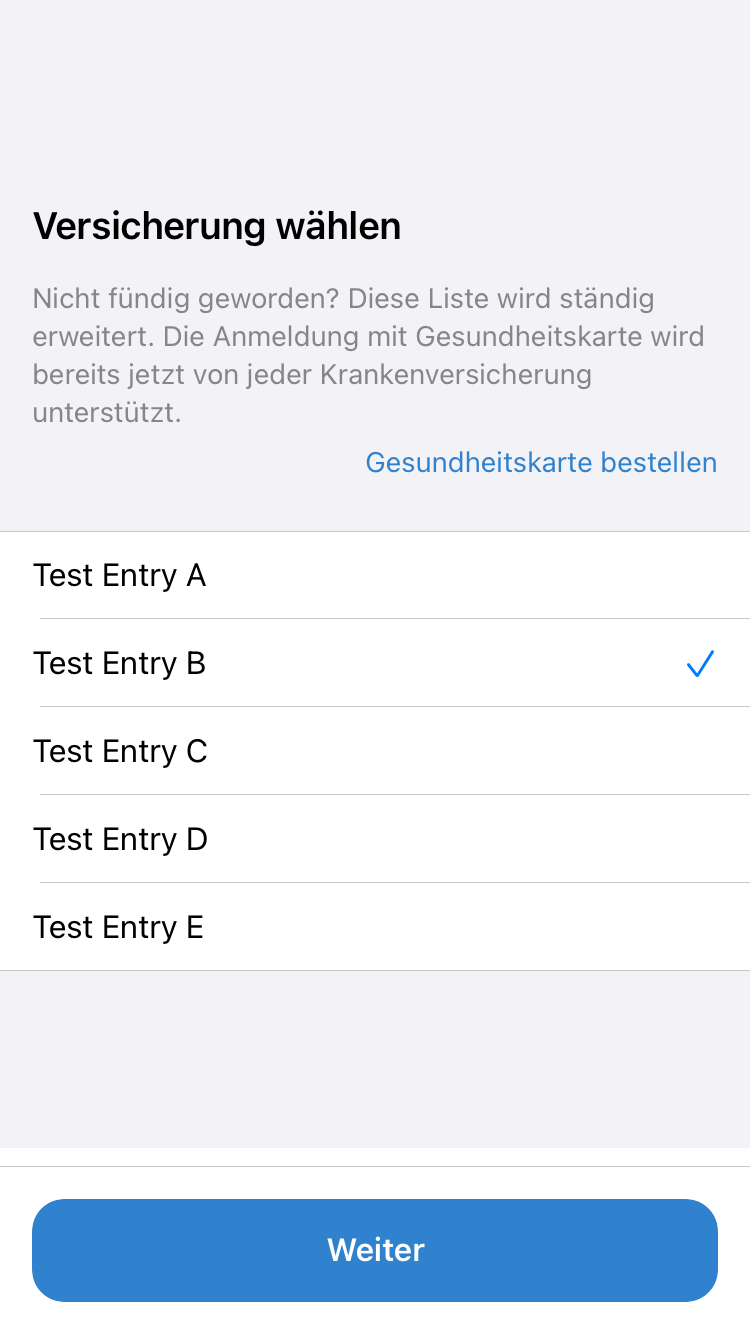 Versicherung wählen
Nicht fündig geworden? Diese Liste wird ständig
erweitert. Die Anmeldung mit Gesundheitskarte wird
bereits jetzt von jeder Krankenversicherung
unterstützt.
Gesundheitskarte bestellen
Test Entry A
Test Entry B
Test Entry C
Test Entry D
Test Entry E
Weiter